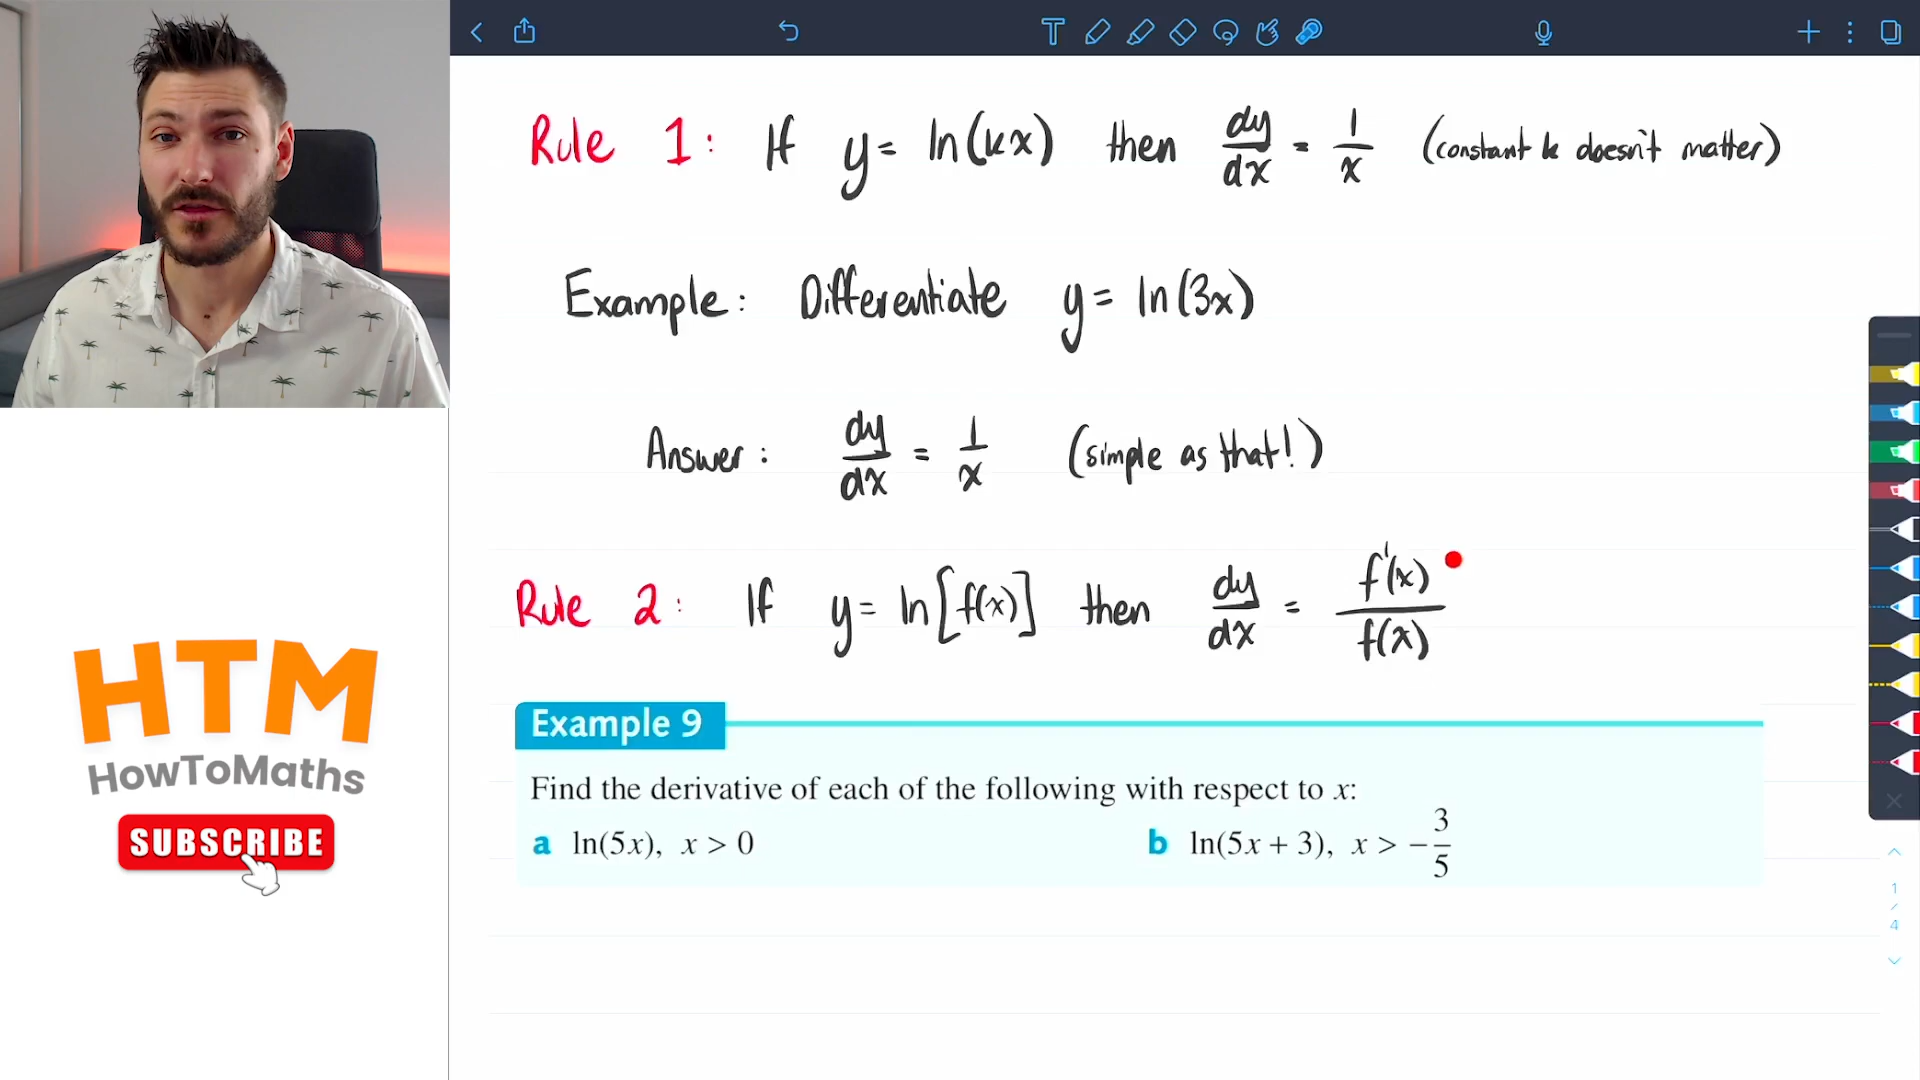 Rule 1: If y = ln(kx) then dy/dx = 1/x (constant k doesn't matter)
Example: Differentiate y = ln(3x)
Answer: dy/dx = 1/x (simple as that!)
Rule 2: If y = ln[f(x)] then dy/dx = f'(x)/f(x)
Example 9
Find the derivative of each of the following with respect to x:
a ln(5x), x > 0
b ln(5x + 3), x > −3/5
HTM
HowToMaths
SUBSCRIBE
T
1
/
4